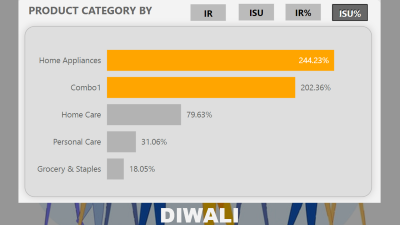 PRODUCT CATEGORY BY IR ISU IR% ISU%
Home Appliances 244.23%
Combo1 202.36%
Home Care 79.63%
Personal Care 31.06%
Grocery & Staples 18.05%
DIWALI